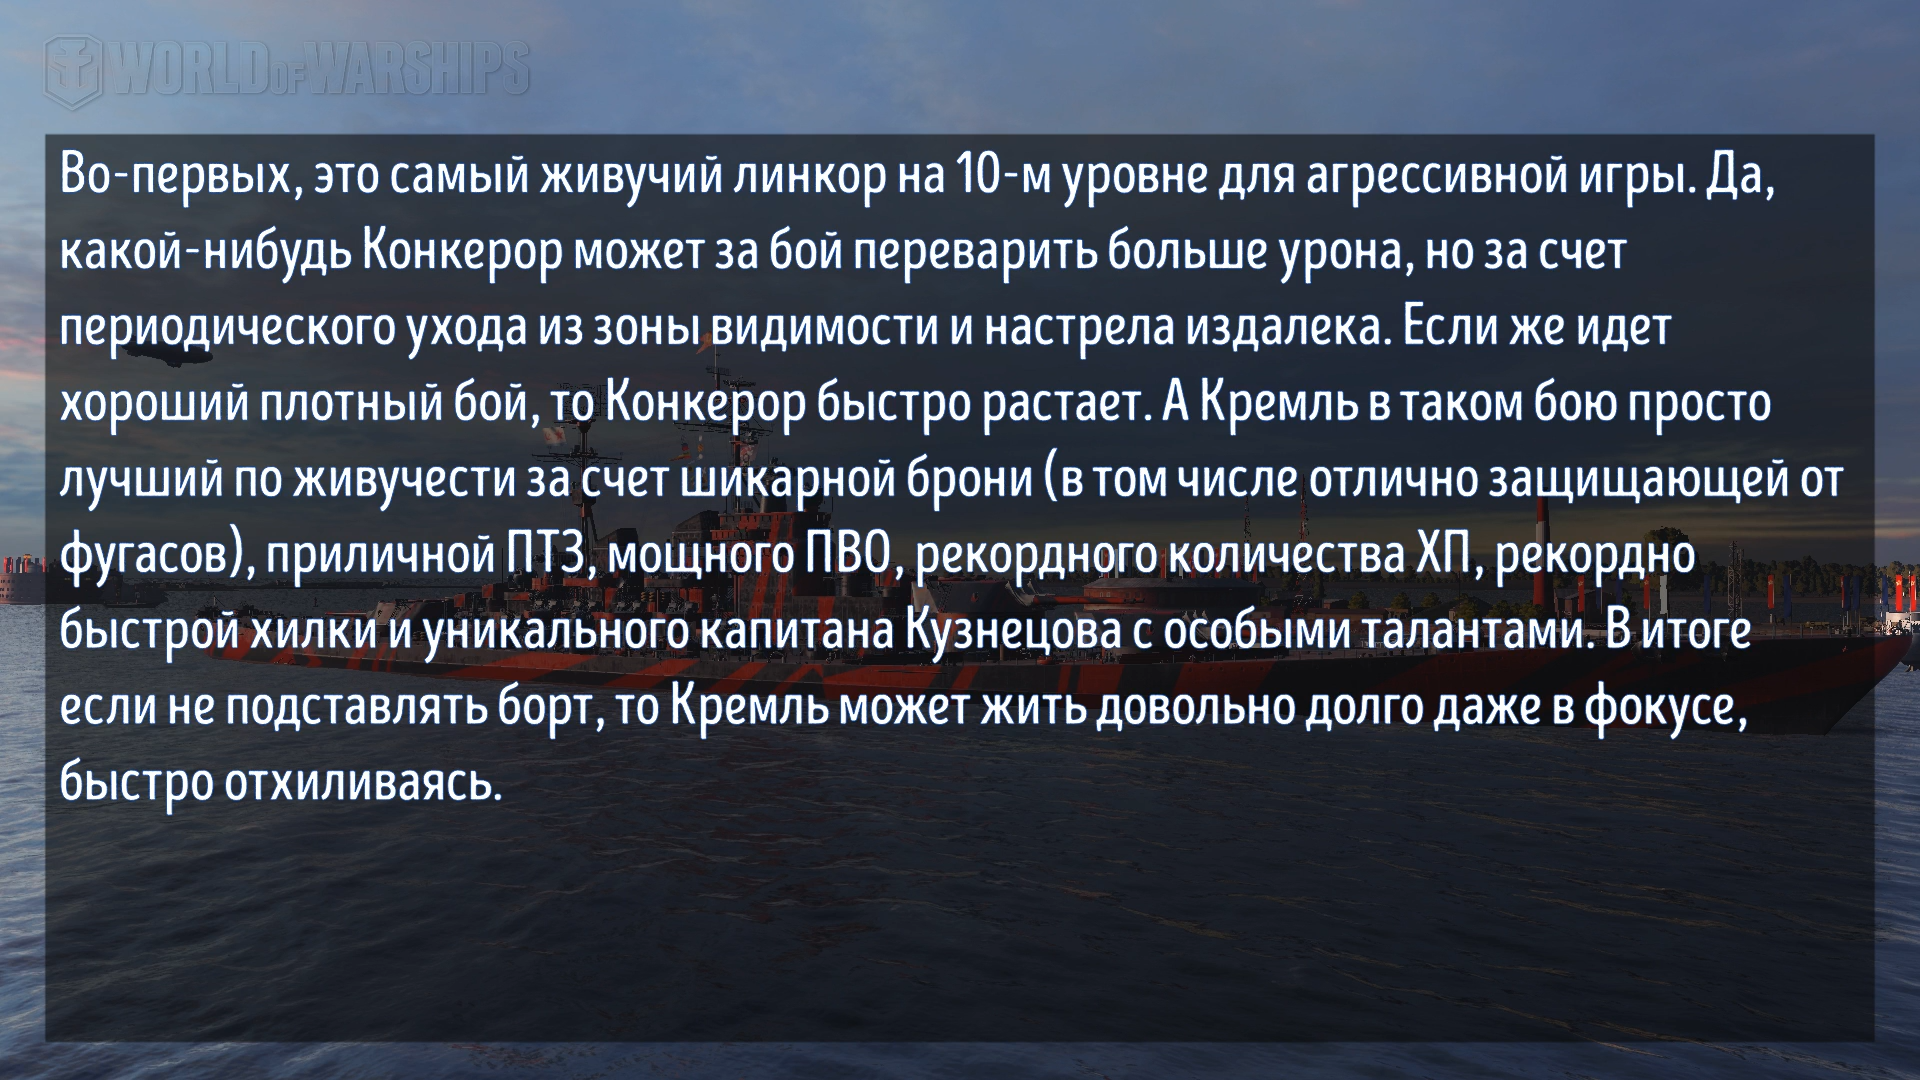 WORLD OF WARSHIPS
Во-первых, это самый живучий линкор на 10-м уровне для агрессивной игры. Да,
какой-нибудь Конкерор может за бой переварить больше урона, но за счет
периодического ухода из зоны видимости и настрела издалека. Если же идет
хороший плотный бой, то Конкерор быстро растает. А Кремль в таком бою просто
лучший по живучести за счет шикарной брони (в том числе отлично защищающей от
фугасов), приличной ПТЗ, мощного ПВО, рекордного количества ХП, рекордно
быстрой хилки и уникального капитана Кузнецова с особыми талантами. В итоге
если не подставлять борт, то Кремль может жить довольно долго даже в фокусе,
быстро отхиливаясь.